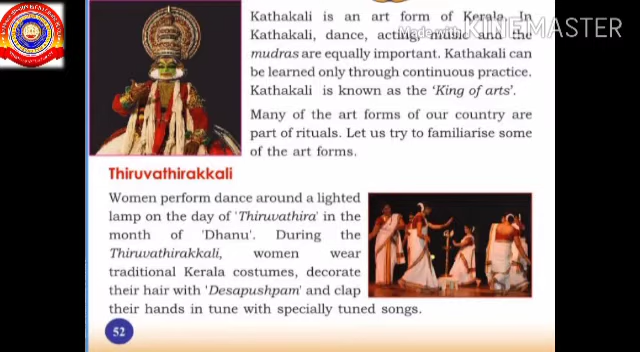 Kathakali is an art form of Kerala. In
Kathakali, dance, acting, music and the
mudras are equally important. Kathakali can
be learned only through continuous practice.
Kathakali is known as the 'King of arts'.
Many of the art forms of our country are
part of rituals. Let us try to familiarise some
of the art forms.
Made with KINEMASTER
Thiruvathirakkali
Women perform dance around a lighted
lamp on the day of 'Thiruvathira' in the
month of 'Dhanu'. During the
Thiruvathirakkali, women wear
traditional Kerala costumes, decorate
their hair with 'Desapushpam' and clap
their hands in tune with specially tuned songs.
52